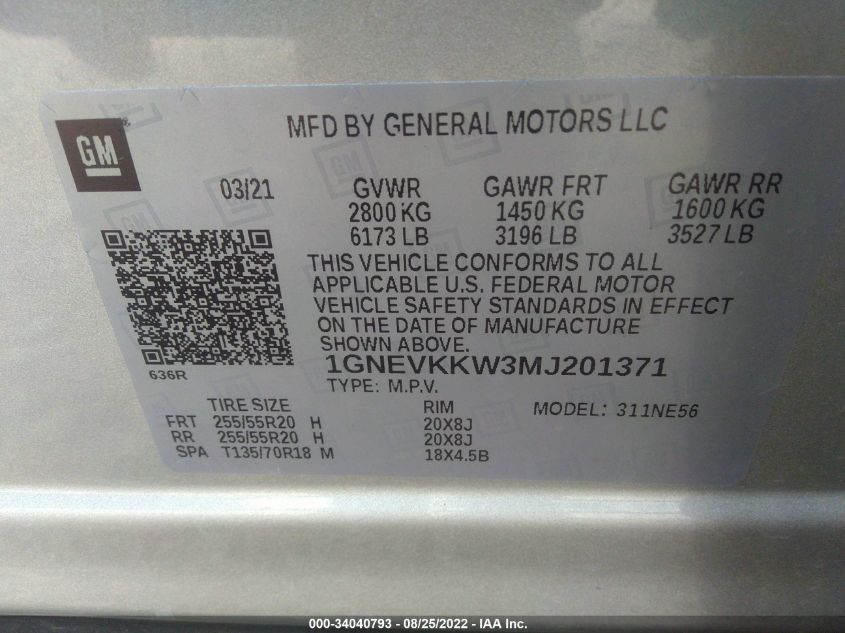 GM ®
MFD BY GENERAL MOTORS LLC
03/21 GVWR GAWR FRT GAWR RR
2800 KG 1450 KG 1600 KG
6173 LB 3196 LB 3527 LB
THIS VEHICLE CONFORMS TO ALL
APPLICABLE U.S. FEDERAL MOTOR
VEHICLE SAFETY STANDARDS IN EFFECT
ON THE DATE OF MANUFACTURE
SHOWN ABOVE.
1GNEVKKW3MJ201371
636R
TYPE: M.P.V.
TIRE SIZE RIM MODEL: 311NE56
FRT 255/55R20 H 20X8J
RR 255/55R20 H 20X8J
SPA T135/70R18 M 18X4.5B
000-34040793 - 08/25/2022 - IAA Inc.